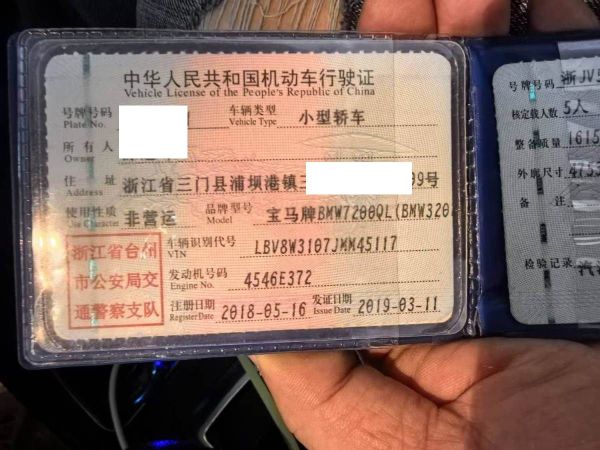 中华人民共和国机动车行驶证
Vehicle License of the People's Republic of China
号牌号码 车辆类型 小型轿车
Plate No. Vehicle Type
所有人
Owner
住址 浙江省三门县浦坝港镇三 99号
Address
使用性质 非营运 品牌型号 宝马牌BMW7200QL(BMW320
Use Character Model
浙江省台州
市公安局交
通警察支队
车辆识别代号 LBV8W3107JMM45117
VIN
发动机号码 4546E372
Engine No.
注册日期 2018-05-16 发证日期 2019-03-11
Register Date Issue Date
号牌号码 浙JV5
核定载人数 5人
整备质量 1615
外廓尺寸 4753
备注
检验记录